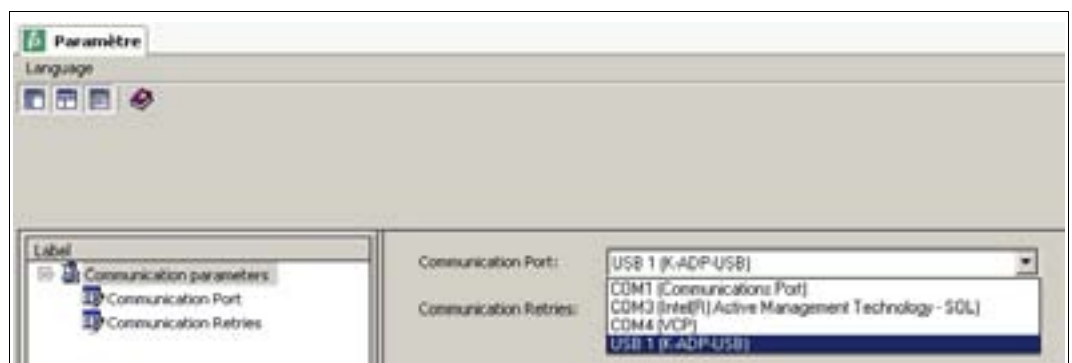 Paramètre
Language
Label
Communication parameters
Communication Port
Communication Retries
Communication Port: USB 1 (K-ADP-USB)
COM1 (Communications Port)
Communication Retries: COM3 (Intel(R) Active Management Technology - SOL)
COM4 (VCP)
USB 1 (K-ADP-USB)